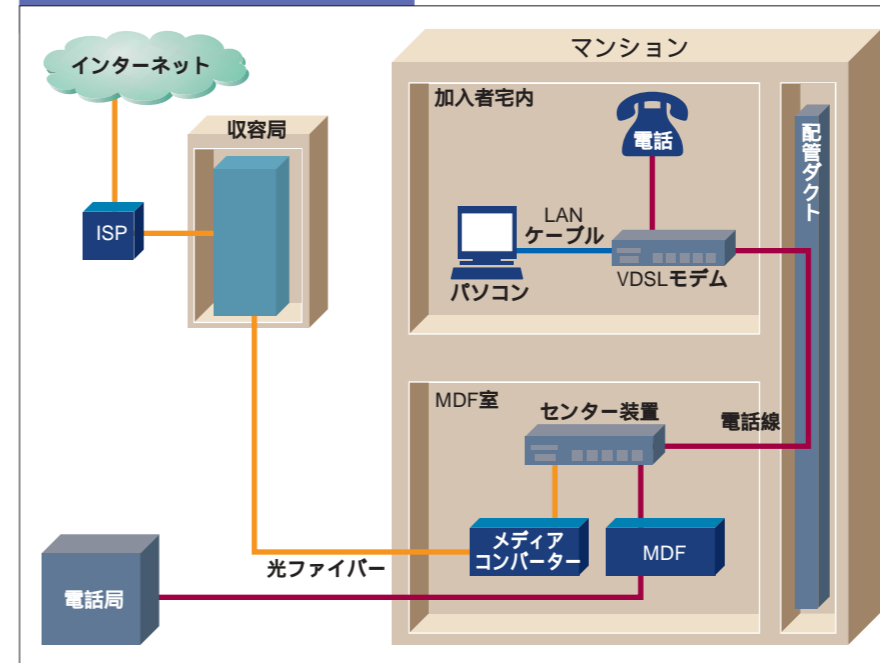 マンション
インターネット
加入者宅内
収容局
電話
配管ダクト
ISP
LAN
ケーブル
パソコン
VDSLモデム
MDF室
センター装置
電話線
メディア
コンバーター
MDF
光ファイバー
電話局